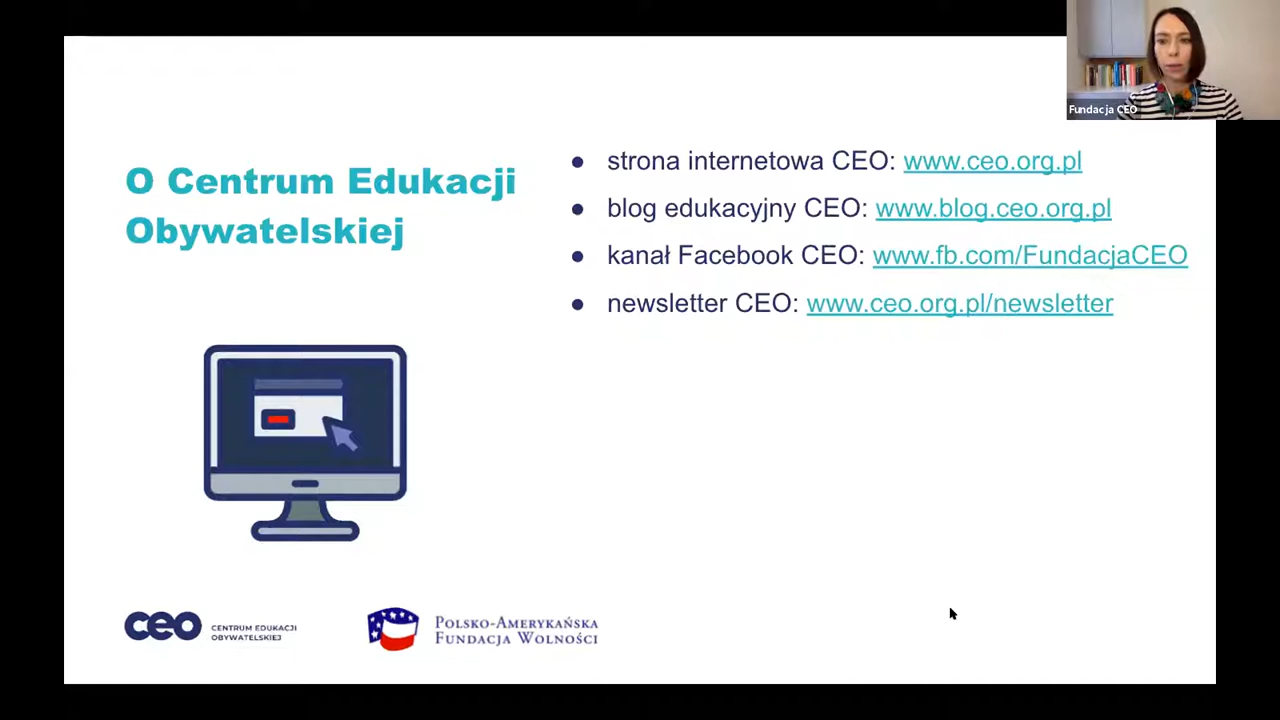 Fundacja CEO
O Centrum Edukacji
Obywatelskiej
● strona internetowa CEO: www.ceo.org.pl
● blog edukacyjny CEO: www.blog.ceo.org.pl
● kanał Facebook CEO: www.fb.com/FundacjaCEO
● newsletter CEO: www.ceo.org.pl/newsletter
ceo CENTRUM EDUKACJI
OBYWATELSKIEJ
POLSKO-AMERYKAŃSKA
FUNDACJA WOLNOŚCI